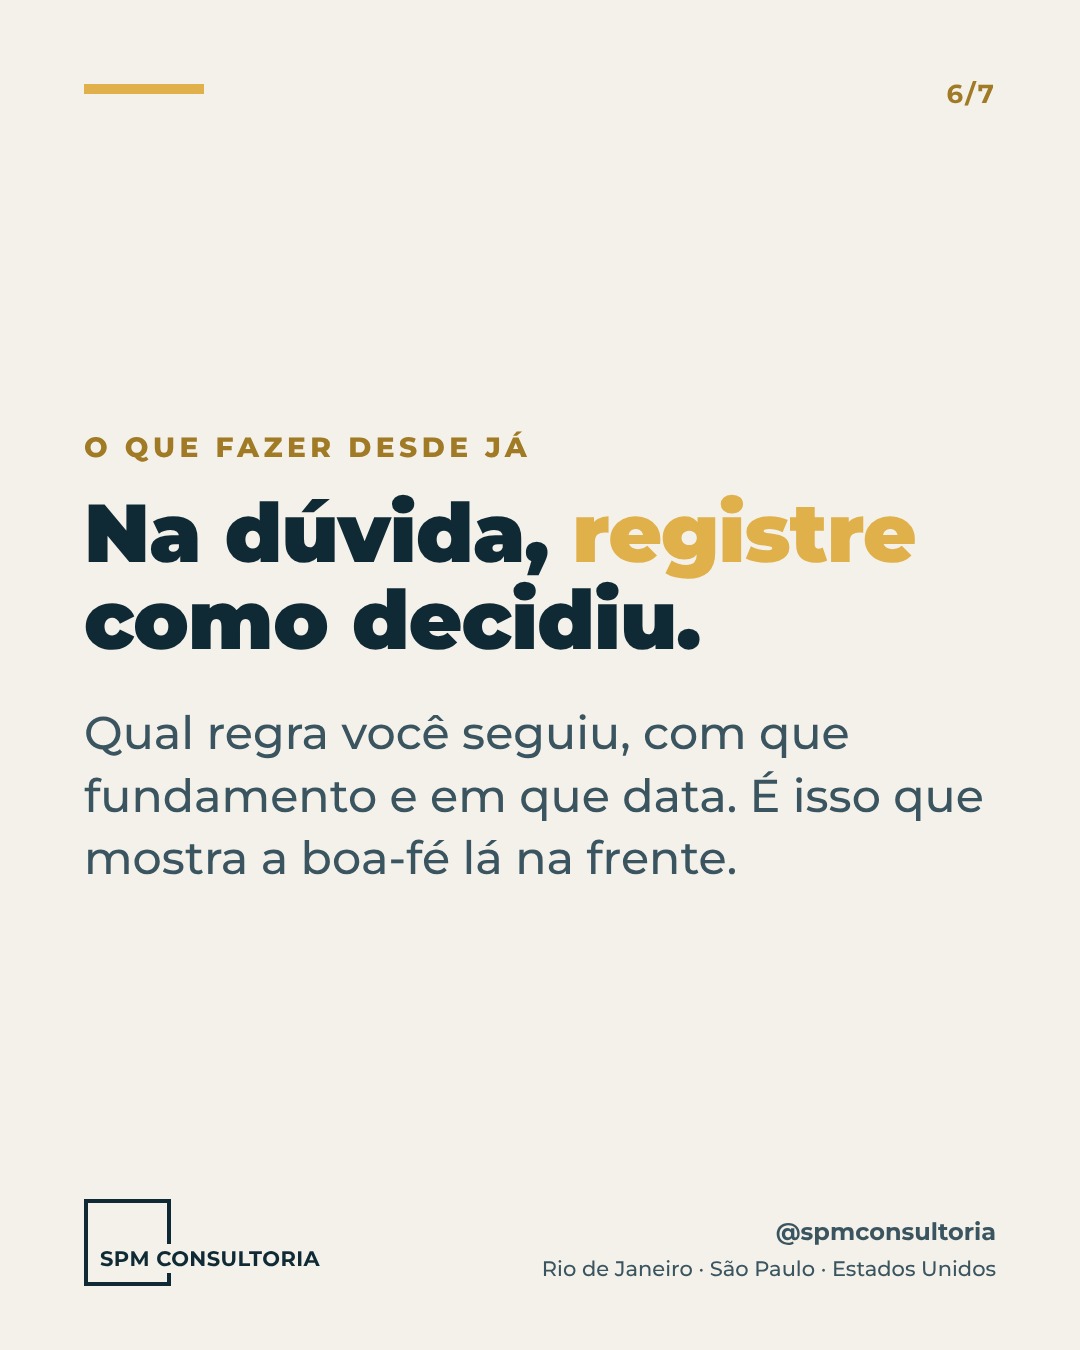 6/7
O QUE FAZER DESDE JÁ
Na dúvida, registre
como decidiu.
Qual regra você seguiu, com que
fundamento e em que data. É isso que
mostra a boa-fé lá na frente.
SPM CONSULTORIA
@spmconsultoria
Rio de Janeiro · São Paulo · Estados Unidos